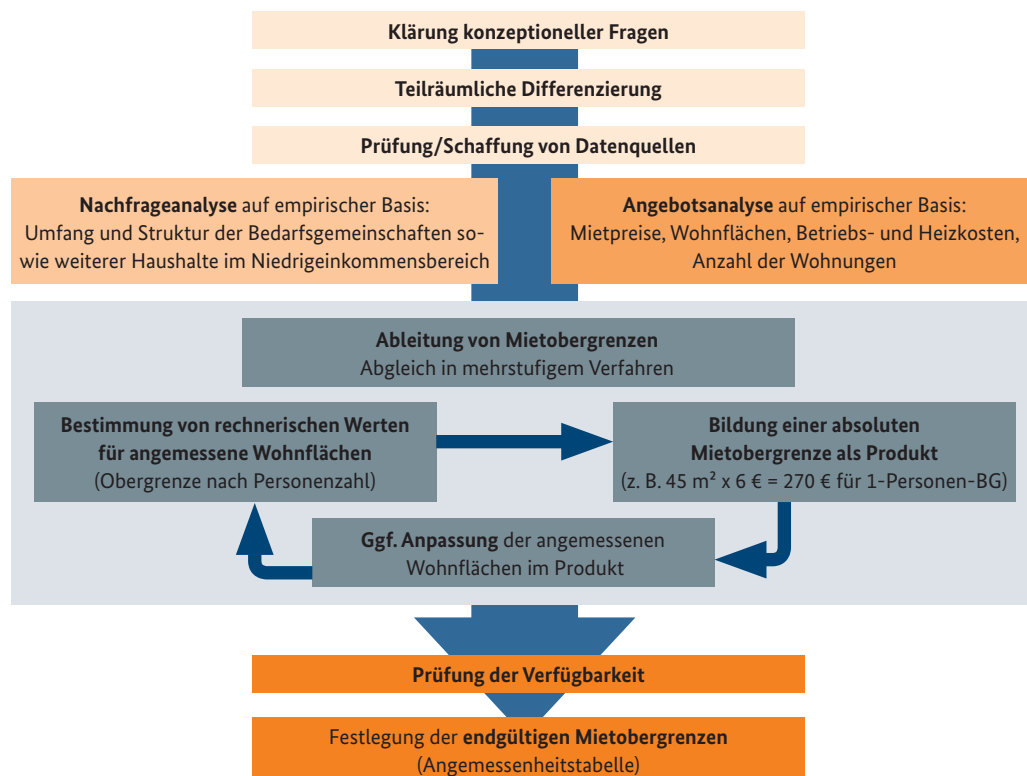 Klärung konzeptioneller Fragen
Teilräumliche Differenzierung
Prüfung/Schaffung von Datenquellen
Nachfrageanalyse auf empirischer Basis:
Umfang und Struktur der Bedarfsgemeinschaften so-
wie weiterer Haushalte im Niedrigeinkommensbereich
Angebotsanalyse auf empirischer Basis:
Mietpreise, Wohnflächen, Betriebs- und Heizkosten,
Anzahl der Wohnungen
Ableitung von Mietobergrenzen
Abgleich in mehrstufigem Verfahren
Bestimmung von rechnerischen Werten
für angemessene Wohnflächen
(Obergrenze nach Personenzahl)
Bildung einer absoluten
Mietobergrenze als Produkt
(z. B. 45 m² x 6 € = 270 € für 1-Personen-BG)
Ggf. Anpassung der angemessenen
Wohnflächen im Produkt
Prüfung der Verfügbarkeit
Festlegung der endgültigen Mietobergrenzen
(Angemessenheitstabelle)